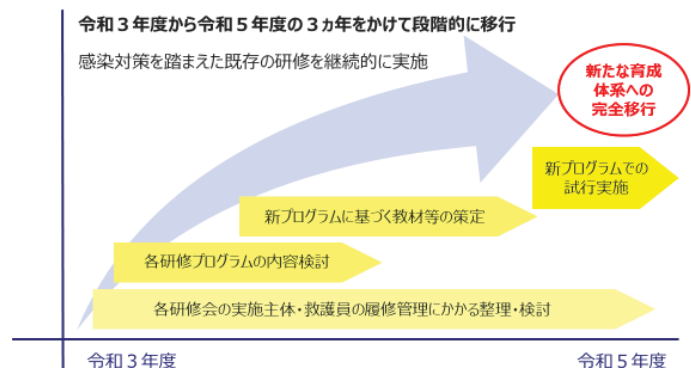 令和３年度から令和５年度の３ヵ年をかけて段階的に移行
感染対策を踏まえた既存の研修を継続的に実施
新たな育成
体系への
完全移行
新プログラムでの
試行実施
新プログラムに基づく教材等の策定
各研修プログラムの内容検討
各研修会の実施主体・救護員の履修管理にかかる整理・検討
令和３年度
令和５年度